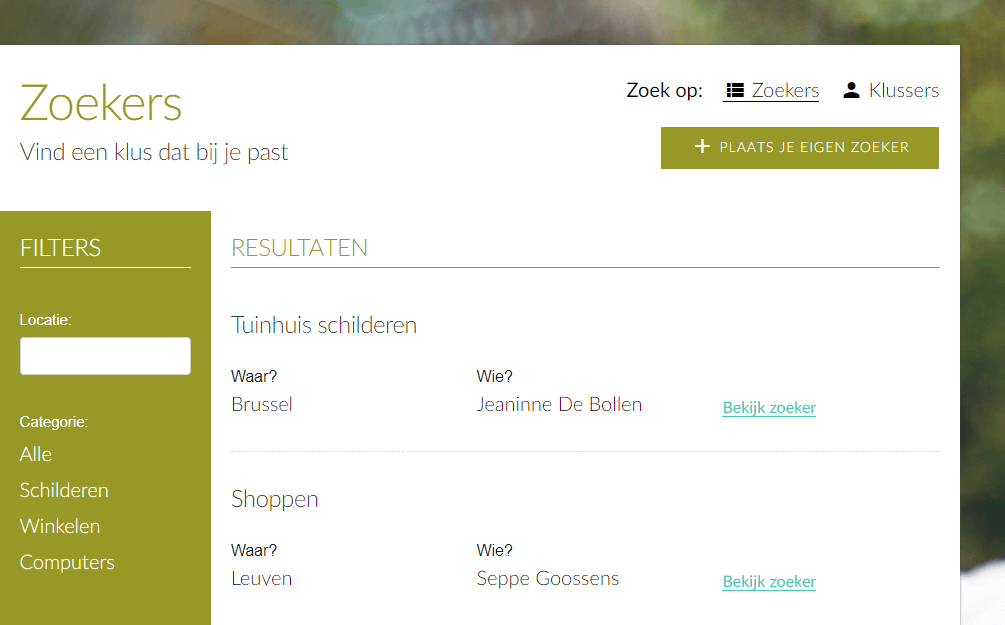 Zoekers
Vind een klus dat bij je past
Zoek op: Zoekers Klussers
+ PLAATS JE EIGEN ZOEKER
FILTERS
Locatie:
Categorie:
Alle
Schilderen
Winkelen
Computers
RESULTATEN
Tuinhuis schilderen
Waar? Wie?
Brussel Jeaninne De Bollen Bekijk zoeker
Shoppen
Waar? Wie?
Leuven Seppe Goossens Bekijk zoeker